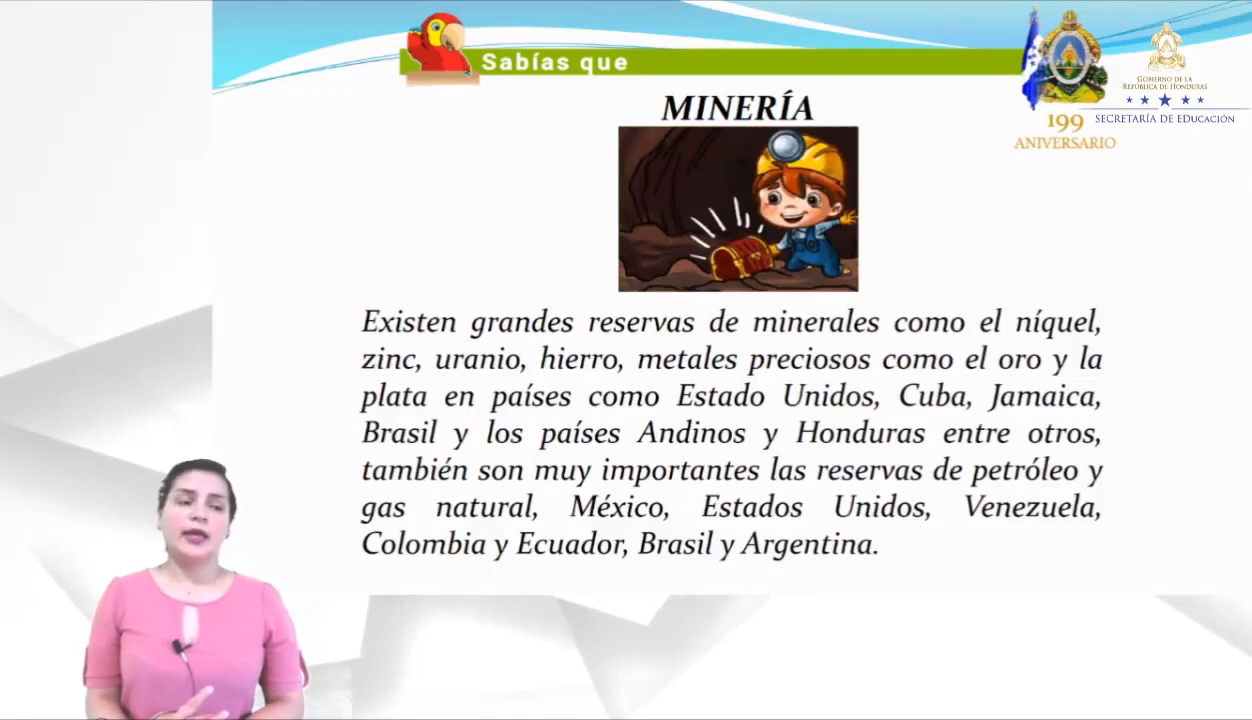 Sabías que
GOBIERNO DE LA
REPÚBLICA DE HONDURAS
SECRETARÍA DE EDUCACIÓN
199
ANIVERSARIO
MINERÍA
Existen grandes reservas de minerales como el níquel,
zinc, uranio, hierro, metales preciosos como el oro y la
plata en países como Estado Unidos, Cuba, Jamaica,
Brasil y los países Andinos y Honduras entre otros,
también son muy importantes las reservas de petróleo y
gas natural, México, Estados Unidos, Venezuela,
Colombia y Ecuador, Brasil y Argentina.